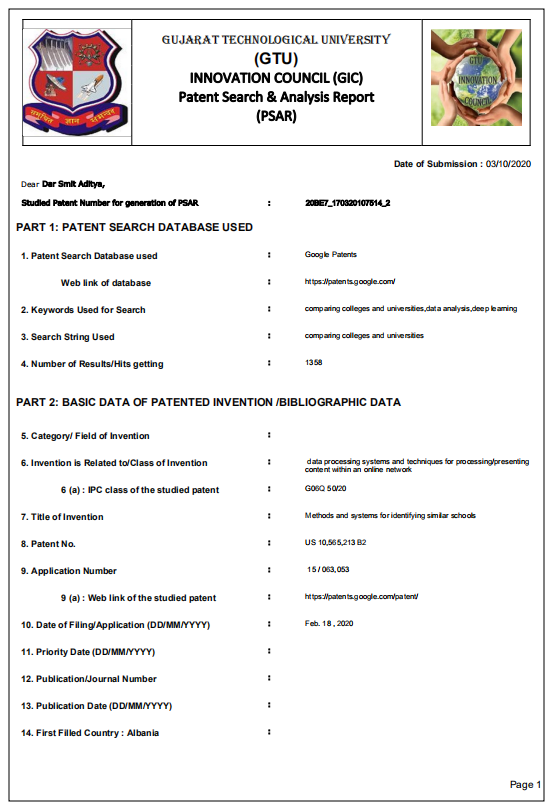 GUJARAT TECHNOLOGICAL UNIVERSITY
(GTU)
INNOVATION COUNCIL (GIC)
Patent Search & Analysis Report
(PSAR)
GTU
INNOVATION
COUNCIL
Date of Submission : 03/10/2020
Dear Dar Smit Aditya,
Studied Patent Number for generation of PSAR : 20BE7_170320107514_2
PART 1: PATENT SEARCH DATABASE USED
1. Patent Search Database used : Google Patents
Web link of database : https://patents.google.com/
2. Keywords Used for Search : comparing colleges and universities,data analysis,deep learning
3. Search String Used : comparing colleges and universities
4. Number of Results/Hits getting : 1358
PART 2: BASIC DATA OF PATENTED INVENTION /BIBLIOGRAPHIC DATA
5. Category/ Field of Invention :
6. Invention is Related to/Class of Invention : data processing systems and techniques for processing/presenting
content within an online network
6 (a) : IPC class of the studied patent : G06Q 50/20
7. Title of Invention : Methods and systems for identifying similar schools
8. Patent No. : US 10,565,213 B2
9. Application Number : 15 / 063,053
9 (a) : Web link of the studied patent : https://patents.google.com/patent/
10. Date of Filing/Application (DD/MM/YYYY) : Feb. 18 , 2020
11. Priority Date (DD/MM/YYYY) :
12. Publication/Journal Number :
13. Publication Date (DD/MM/YYYY) :
14. First Filled Country : Albania :
Page 1